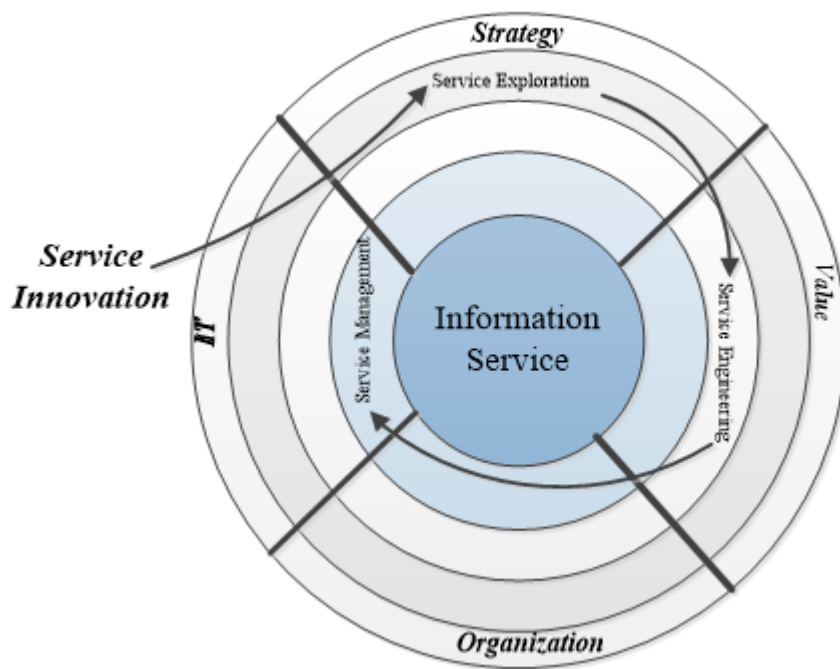 Strategy
Service Exploration
Service
Innovation
IT
Service Management
Information
Service
Service Engineering
Value
Organization